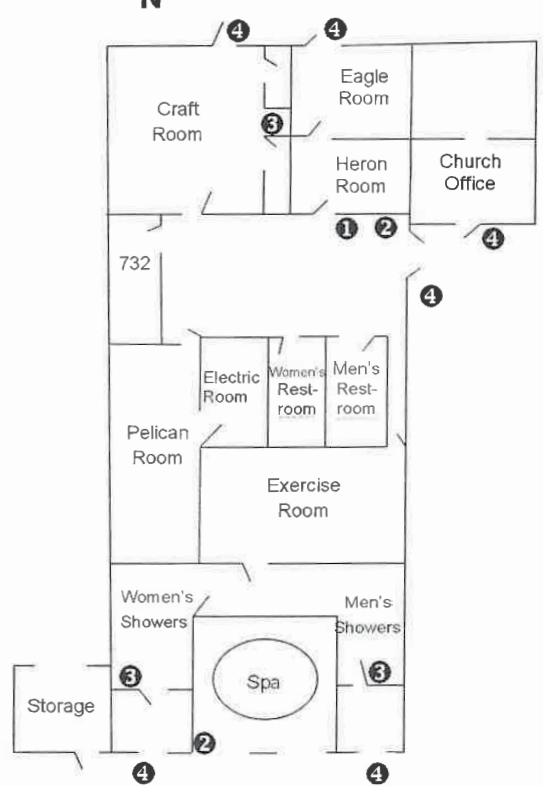 N
4
4
Eagle
Room
Craft
Room
3
Heron
Room
Church
Office
1
2
4
732
4
Electric
Room
Women's
Rest-
room
Men's
Rest-
room
Pelican
Room
Exercise
Room
Women's
Showers
Men's
Showers
3
3
Spa
Storage
2
4
4